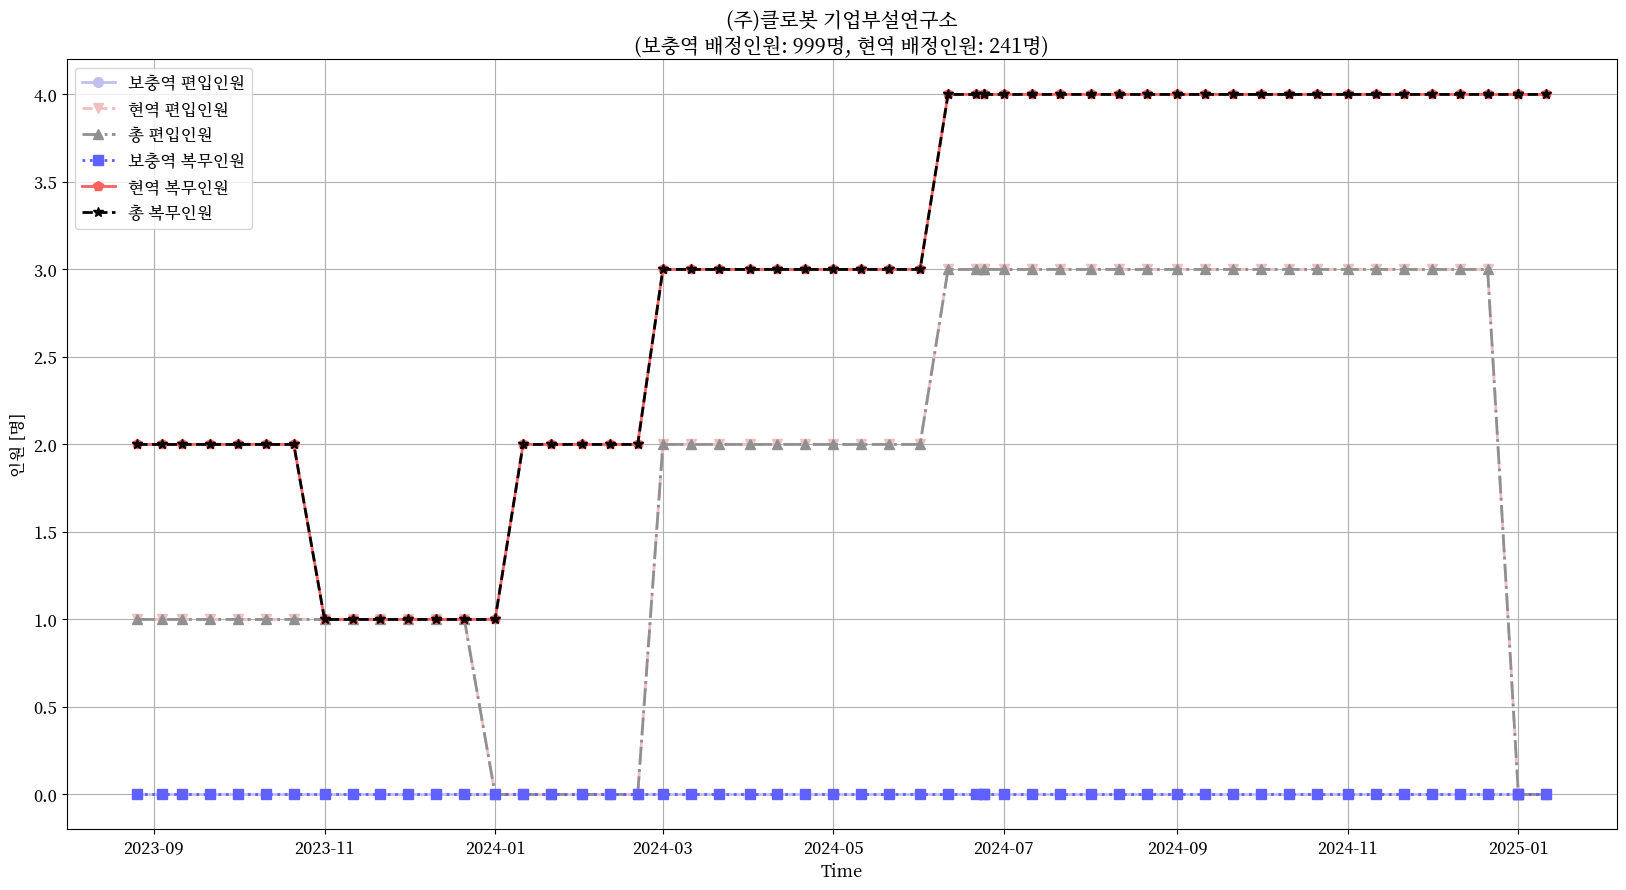 (주)클로봇 기업부설연구소
(보충역 배정인원: 999명, 현역 배정인원: 241명)
보충역 편입인원
현역 편입인원
총 편입인원
보충역 복무인원
현역 복무인원
총 복무인원
인원 [명]
4.0
3.5
3.0
2.5
2.0
1.5
1.0
0.5
0.0
2023-09
2023-11
2024-01
2024-03
2024-05
2024-07
2024-09
2024-11
2025-01
Time